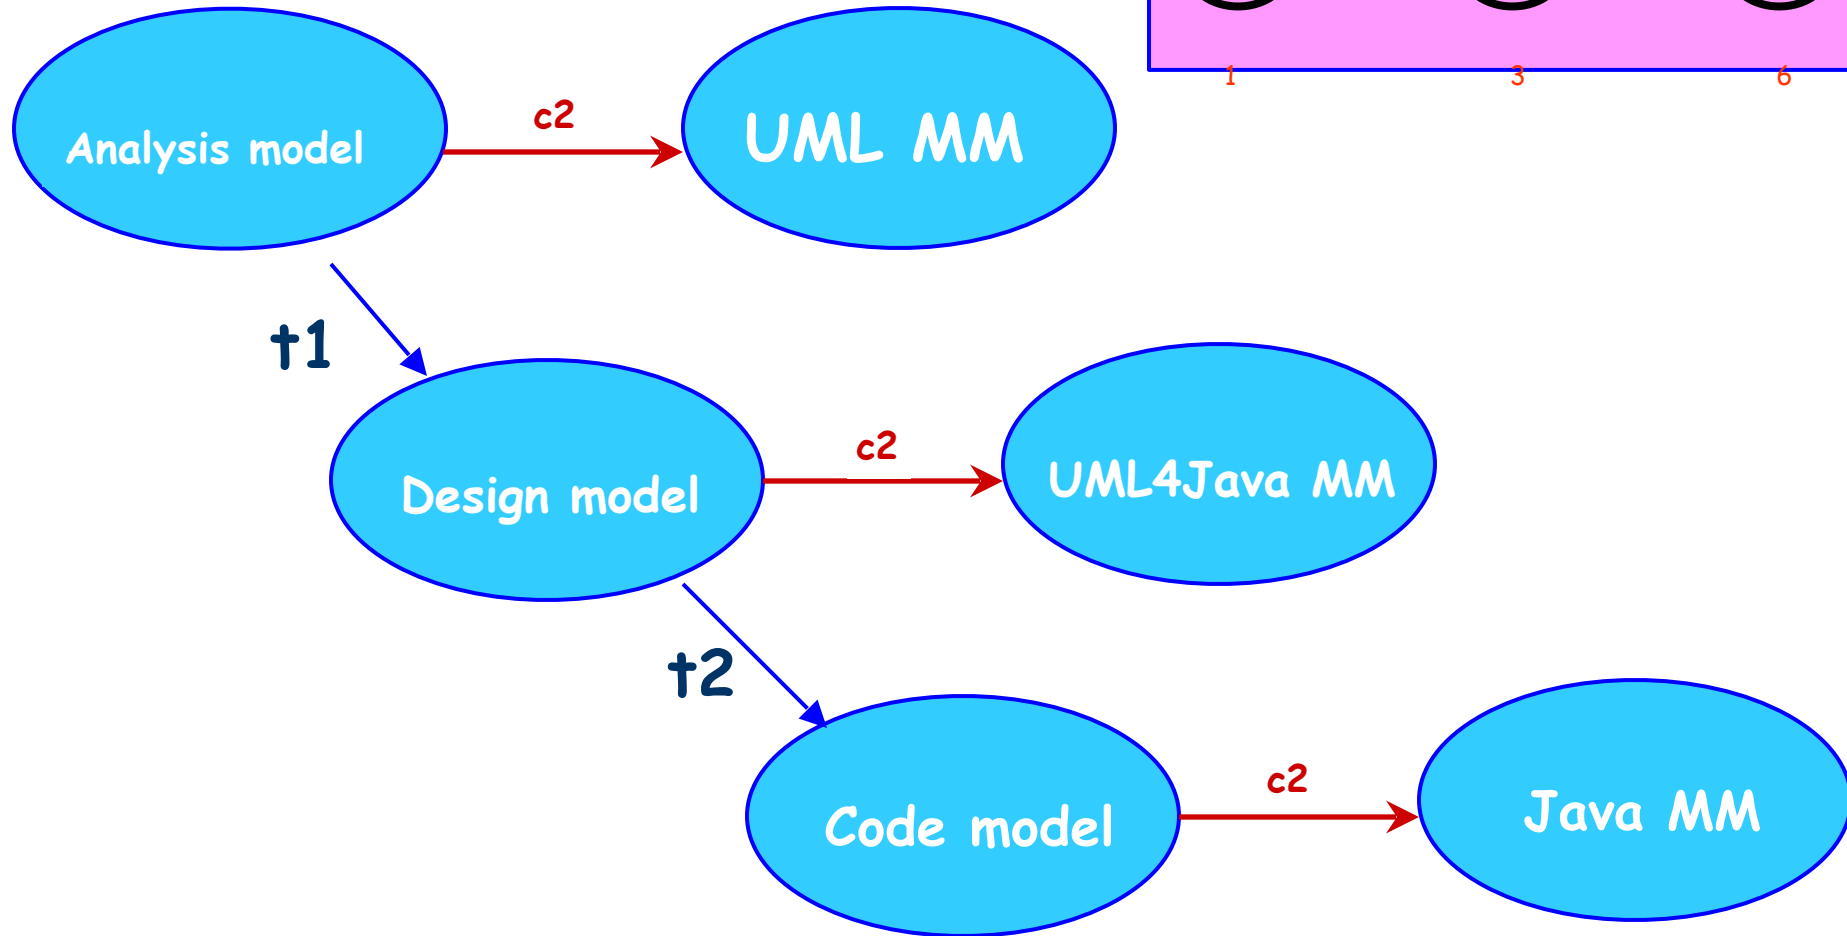 1 3 6
Analysis model
c2
UML MM
t1
Design model
c2
UML4Java MM
t2
Code model
c2
Java MM